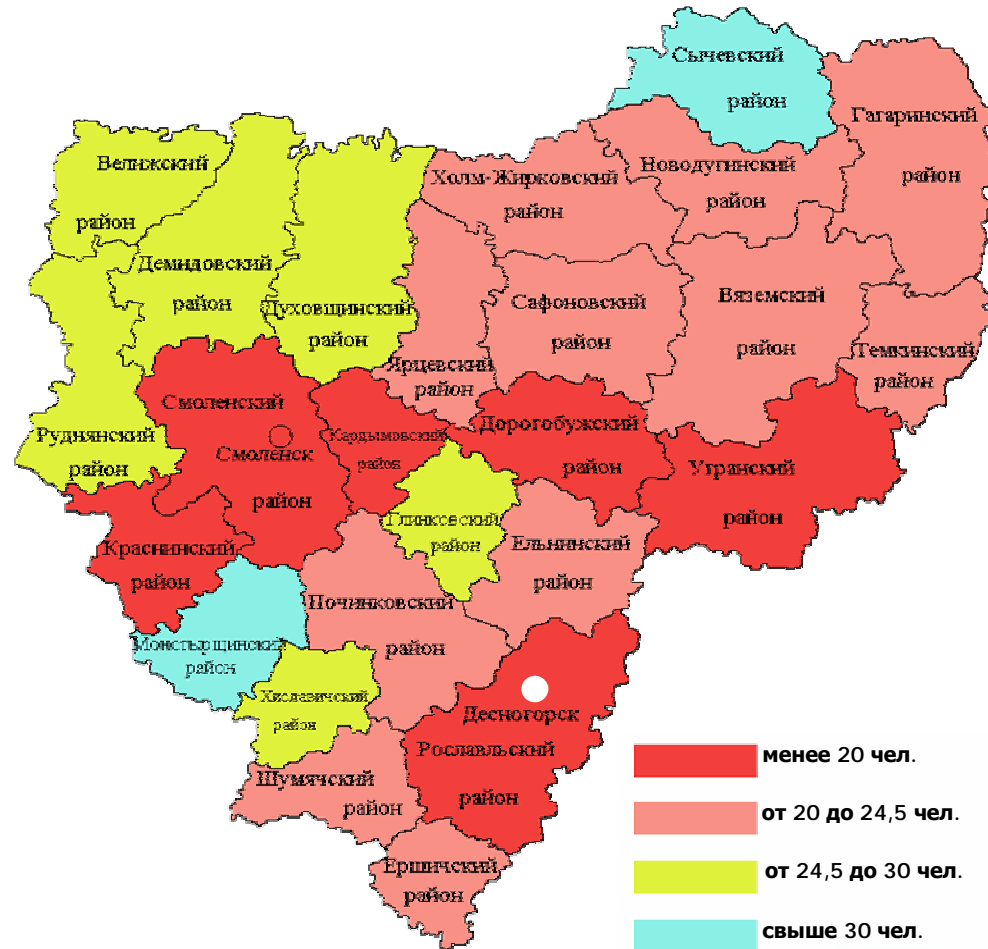 Сычевский
район
Гагаринский
район
Велижский
район
Холм-Жирковский
район
Новодугинский
район
Демидовский
район
Духовщинский
район
Сафоновский
район
Вяземский
район
Ярцевский
район
Темкинский
район
Смоленский
Смоленск
район
Руднянский
район
Кардымовский
район
Дорогобужский
район
Угранский
район
Глинковский
район
Ельнинский
район
Краснинский
район
Починковский
район
Монстырщинский
район
Хиславичский
район
Десногорск
Рославльский
район
Шумячский
район
Ершичский
район
менее 20 чел.
от 20 до 24,5 чел.
от 24,5 до 30 чел.
свыше 30 чел.